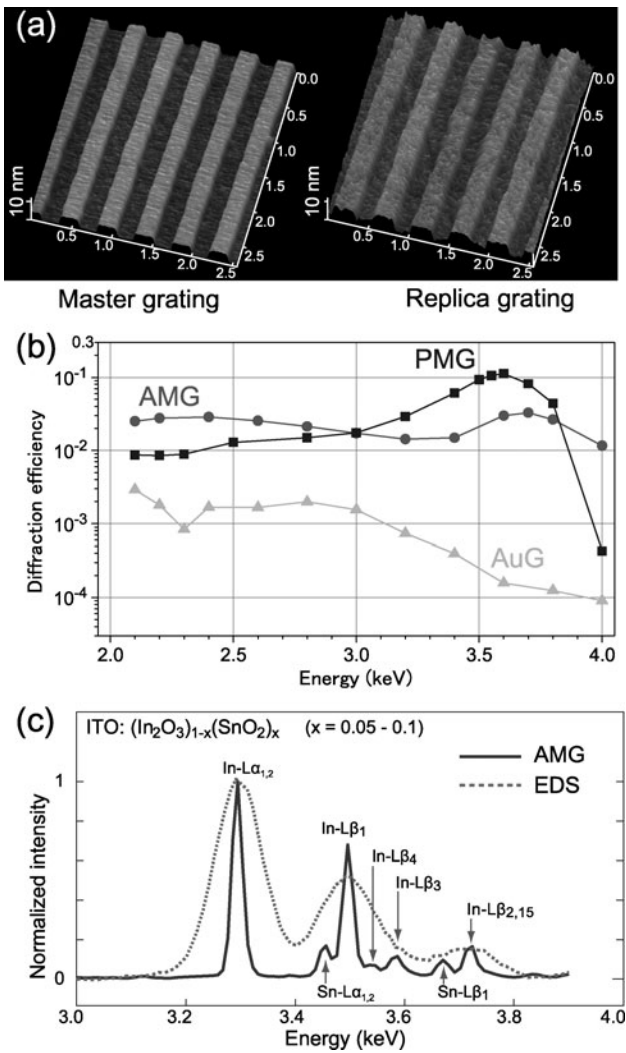 (a)
0.0
0.5
1.0
1.5
2.0
2.5
10 nm
0.5
1.0
1.5
2.0
2.5
0.0
0.5
1.0
1.5
2.0
2.5
10 nm
0.5
1.0
1.5
2.0
2.5
Master grating
Replica grating
(b)
0.3
10⁻¹
10⁻²
10⁻³
10⁻⁴
Diffraction efficiency
AMG
PMG
AuG
2.0 2.5 3.0 3.5 4.0
Energy (keV)
(c)
ITO: (In₂O₃)₁₋ₓ(SnO₂)ₓ (x = 0.05 - 0.1)
AMG
EDS
In-Lα₁,₂
In-Lβ₁
In-Lβ₄
In-Lβ₃
In-Lβ₂,₁₅
Sn-Lα₁,₂
Sn-Lβ₁
1
0
Normalized intensity
3.0 3.2 3.4 3.6 3.8 4.0
Energy (keV)